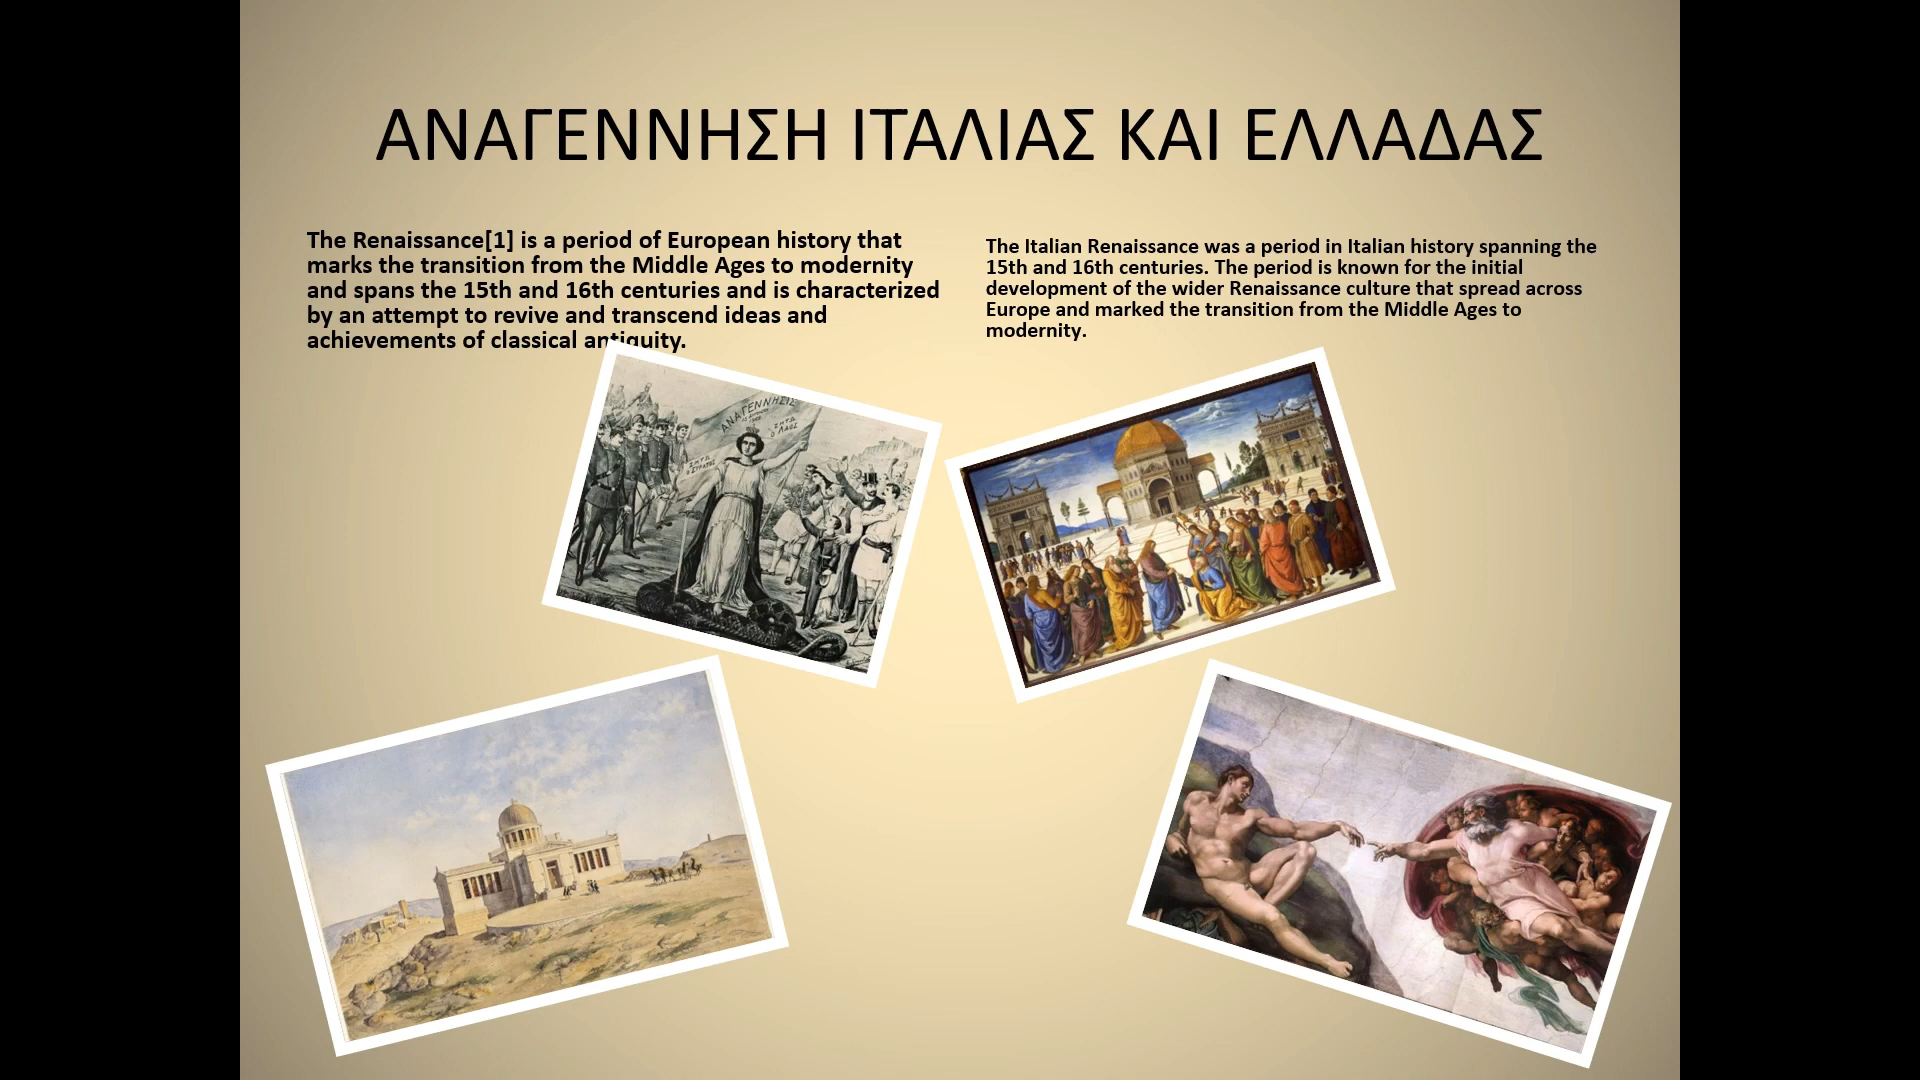 ΑΝΑΓΕΝΝΗΣΗ ΙΤΑΛΙΑΣ ΚΑΙ ΕΛΛΑΔΑΣ
The Renaissance[1] is a period of European history that
marks the transition from the Middle Ages to modernity
and spans the 15th and 16th centuries and is characterized
by an attempt to revive and transcend ideas and
achievements of classical antiquity.
The Italian Renaissance was a period in Italian history spanning the
15th and 16th centuries. The period is known for the initial
development of the wider Renaissance culture that spread across
Europe and marked the transition from the Middle Ages to
modernity.
ΑΝΑΓΕΝΝΗΣΙΣ
ΖΗΤΩ
Ο ΛΑΟΣ
ΖΗΤΩ
Ο ΣΤΡΑΤΟΣ